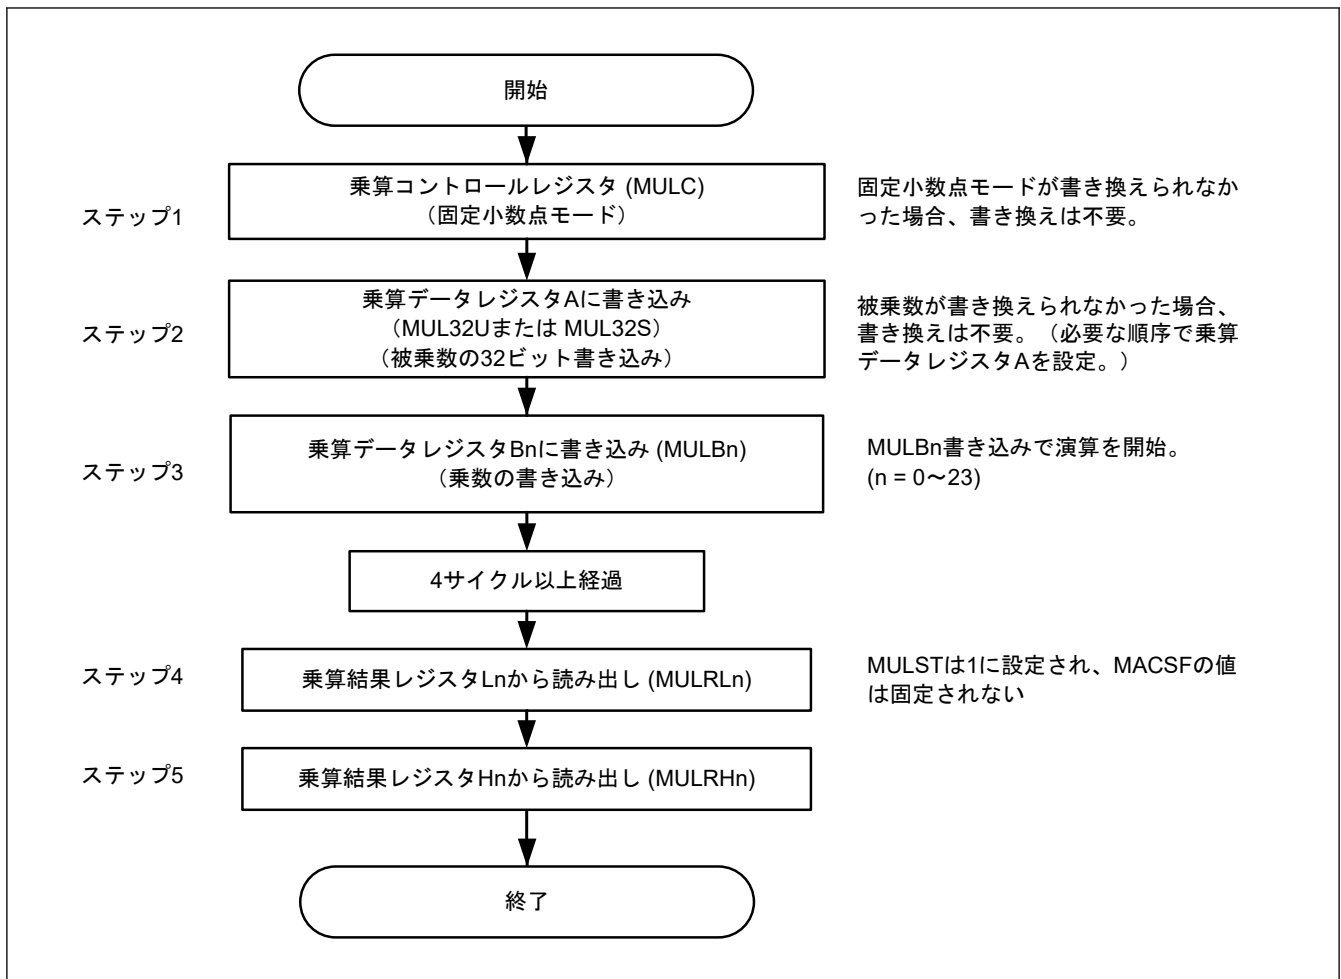 開始
乗算コントロールレジスタ (MULC)
（固定小数点モード）
ステップ1
固定小数点モードが書き換えられなか
った場合、書き換えは不要。
乗算データレジスタAに書き込み
（MUL32Uまたは MUL32S）
（被乗数の32ビット書き込み）
ステップ2
被乗数が書き換えられなかった場合、
書き換えは不要。（必要な順序で乗算
データレジスタAを設定。）
乗算データレジスタBnに書き込み (MULBn)
（乗数の書き込み）
ステップ3
MULBn書き込みで演算を開始。
(n = 0～23)
4サイクル以上経過
ステップ4
乗算結果レジスタLnから読み出し (MULRLn)
MULSTは1に設定され、MACSFの値
は固定されない
ステップ5
乗算結果レジスタHnから読み出し (MULRHn)
終了